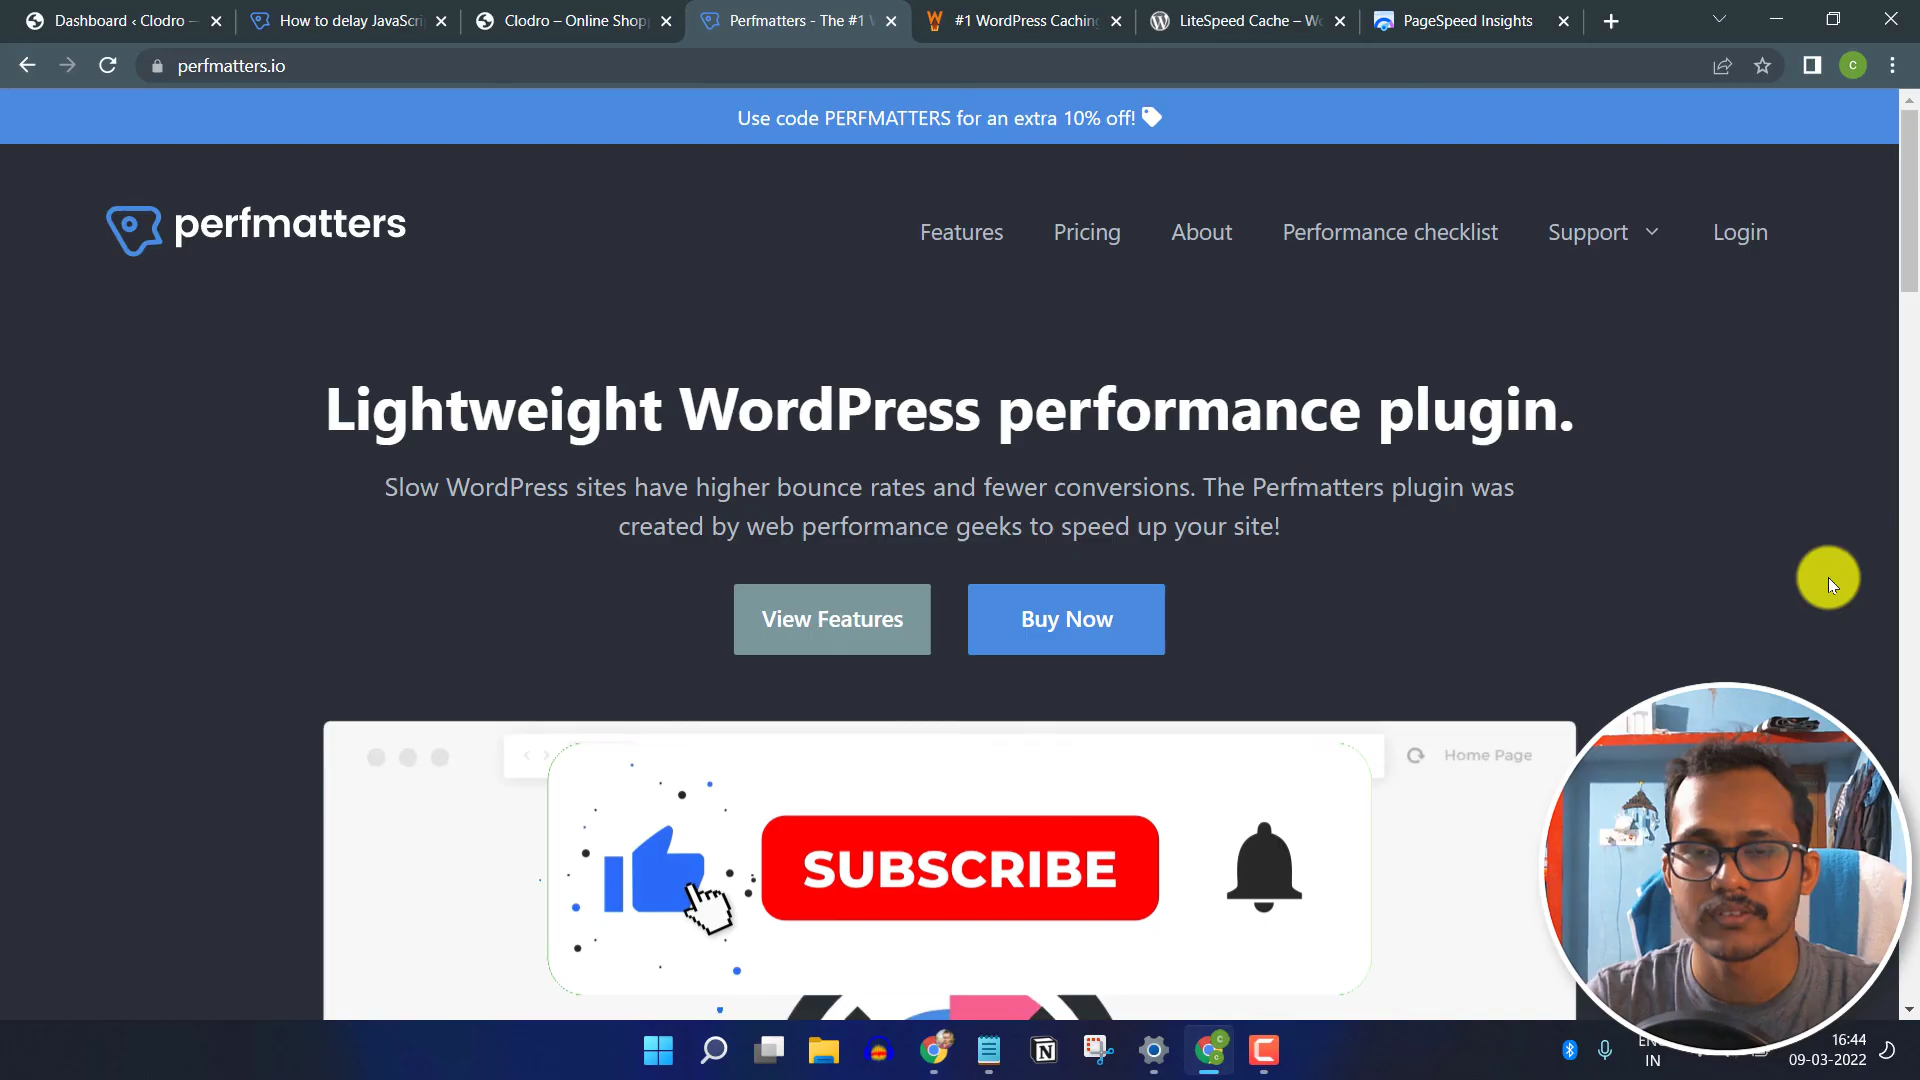 Dashboard ‹ Clodro —
How to delay JavaScri
Clodro – Online Shopp
Perfmatters - The #1
#1 WordPress Caching
LiteSpeed Cache – Wo
PageSpeed Insights
perfmatters.io
C
Use code PERFMATTERS for an extra 10% off!
perfmatters
Features
Pricing
About
Performance checklist
Support
Login
Lightweight WordPress performance plugin.
Slow WordPress sites have higher bounce rates and fewer conversions. The Perfmatters plugin was
created by web performance geeks to speed up your site!
View Features
Buy Now
Home Page
SUBSCRIBE
IN
16:44
09-03-2022